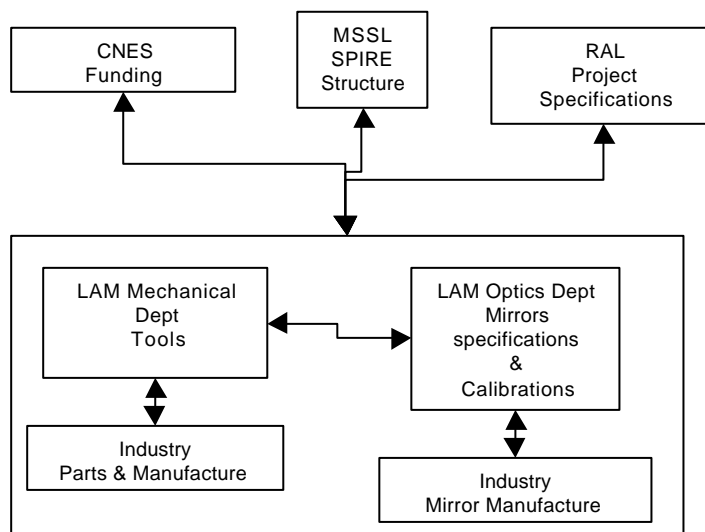 CNES
Funding
MSSL
SPIRE
Structure
RAL
Project
Specifications
LAM Mechanical
Dept
Tools
LAM Optics Dept
Mirrors
specifications
&
Calibrations
Industry
Parts & Manufacture
Industry
Mirror Manufacture